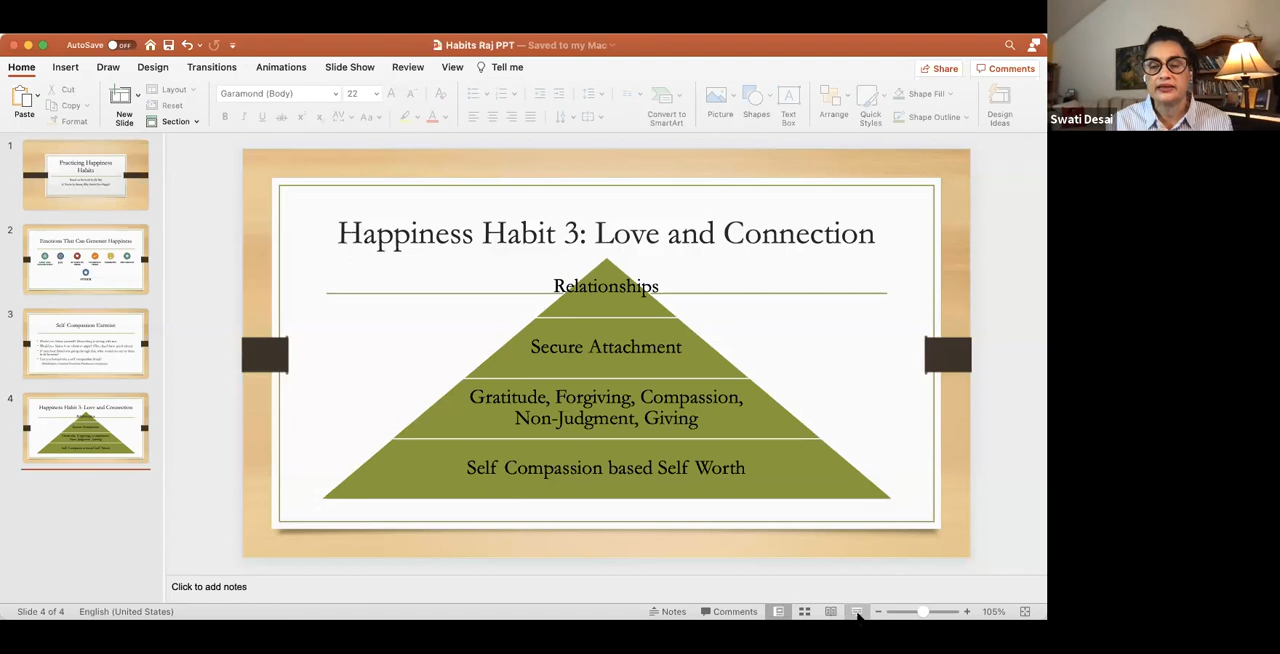 AutoSave OFF
Habits Raj PPT — Saved to my Mac
Home Insert Draw Design Transitions Animations Slide Show Review View Tell me
Share Comments
Paste
Cut
Copy
Format
New Slide
Layout
Reset
Section
Garamond (Body) 22
Convert to SmartArt
Picture
Shapes
Text Box
Arrange
Quick Styles
Shape Fill
Shape Outline
Design Ideas
Swati Desai
1
Practicing Happiness
Habits
2
Emotions That Can Generate Happiness
3
Self Compassion Exercise
4
Happiness Habit 3: Love and Connection
Happiness Habit 3: Love and Connection
Relationships
Secure Attachment
Gratitude, Forgiving, Compassion,
Non-Judgment, Giving
Self Compassion based Self Worth
Click to add notes
Slide 4 of 4 English (United States)
Notes Comments 105%